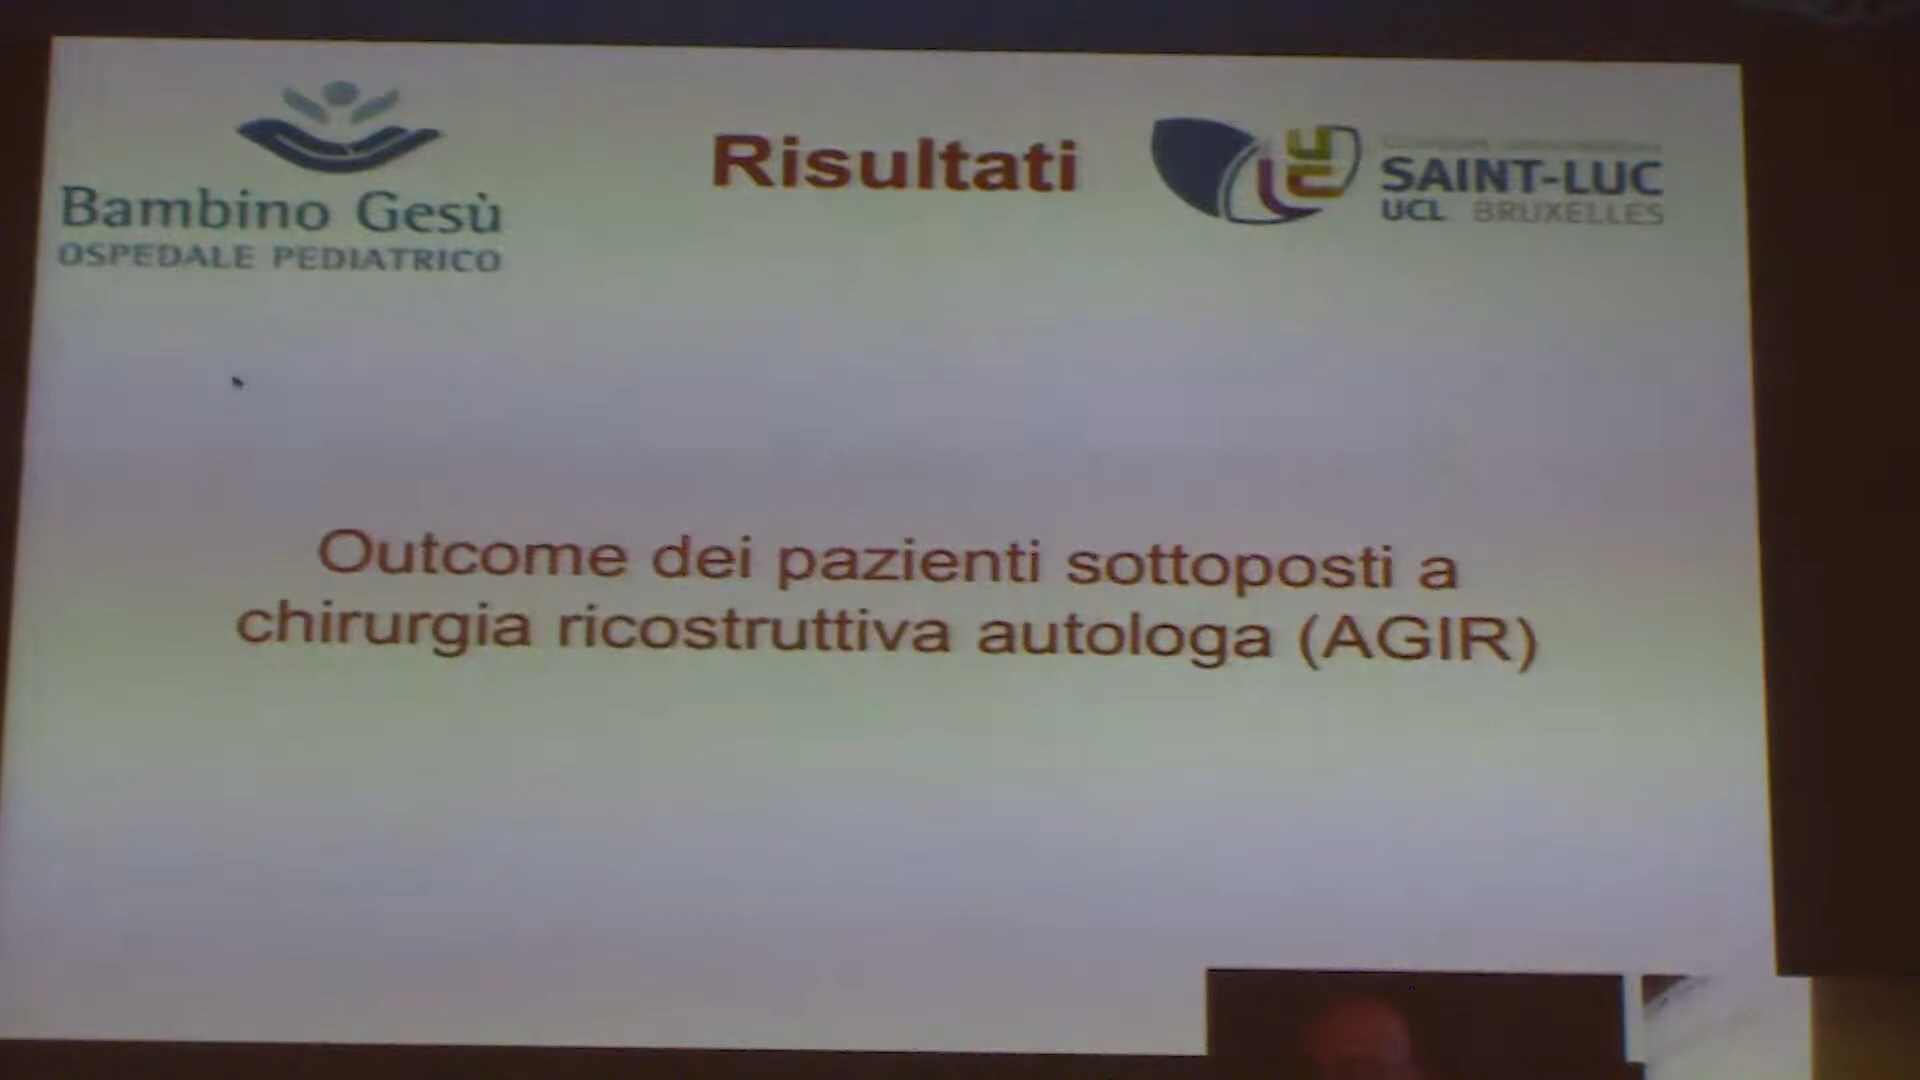 Bambino Gesù
OSPEDALE PEDIATRICO
Risultati
SAINT-LUC
UCL BRUXELLES
Outcome dei pazienti sottoposti a
chirurgia ricostruttiva autologa (AGIR)